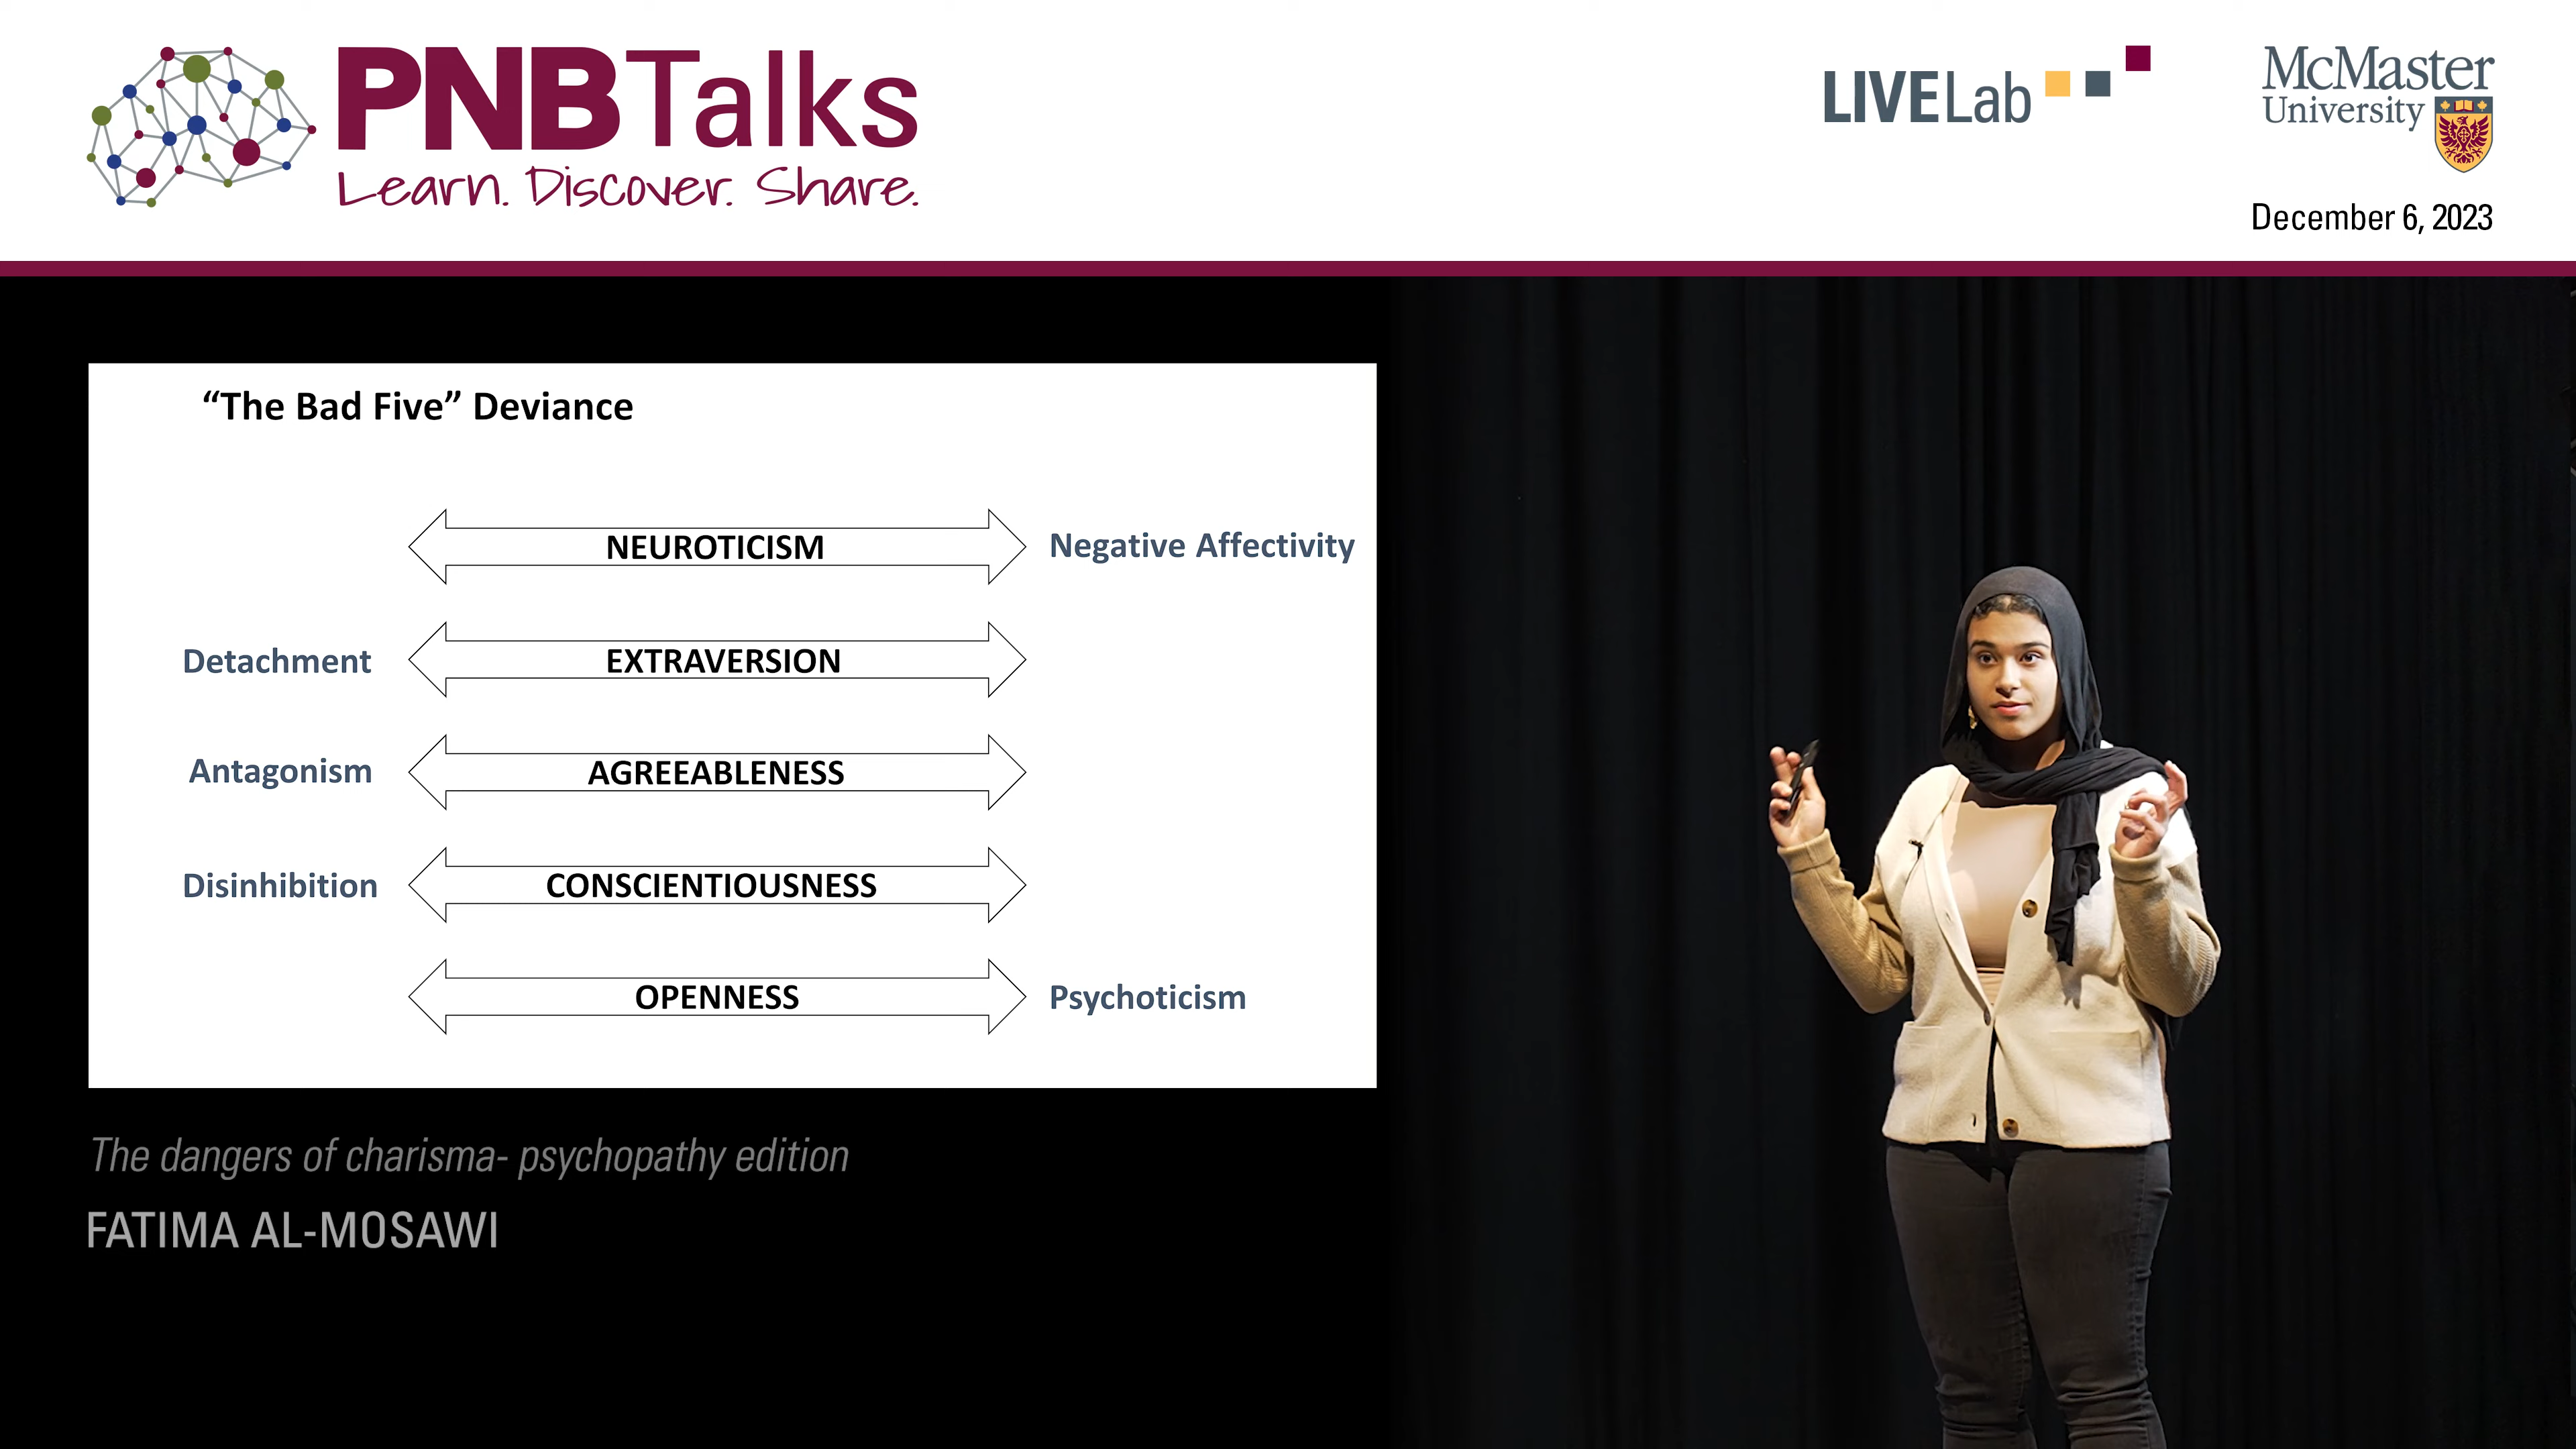 PNBTalks
Learn. Discover. Share.
LIVELab
McMaster
University
December 6, 2023
“The Bad Five” Deviance
NEUROTICISM Negative Affectivity
Detachment EXTRAVERSION
Antagonism AGREEABLENESS
Disinhibition CONSCIENTIOUSNESS
OPENNESS Psychoticism
The dangers of charisma- psychopathy edition
FATIMA AL-MOSAWI